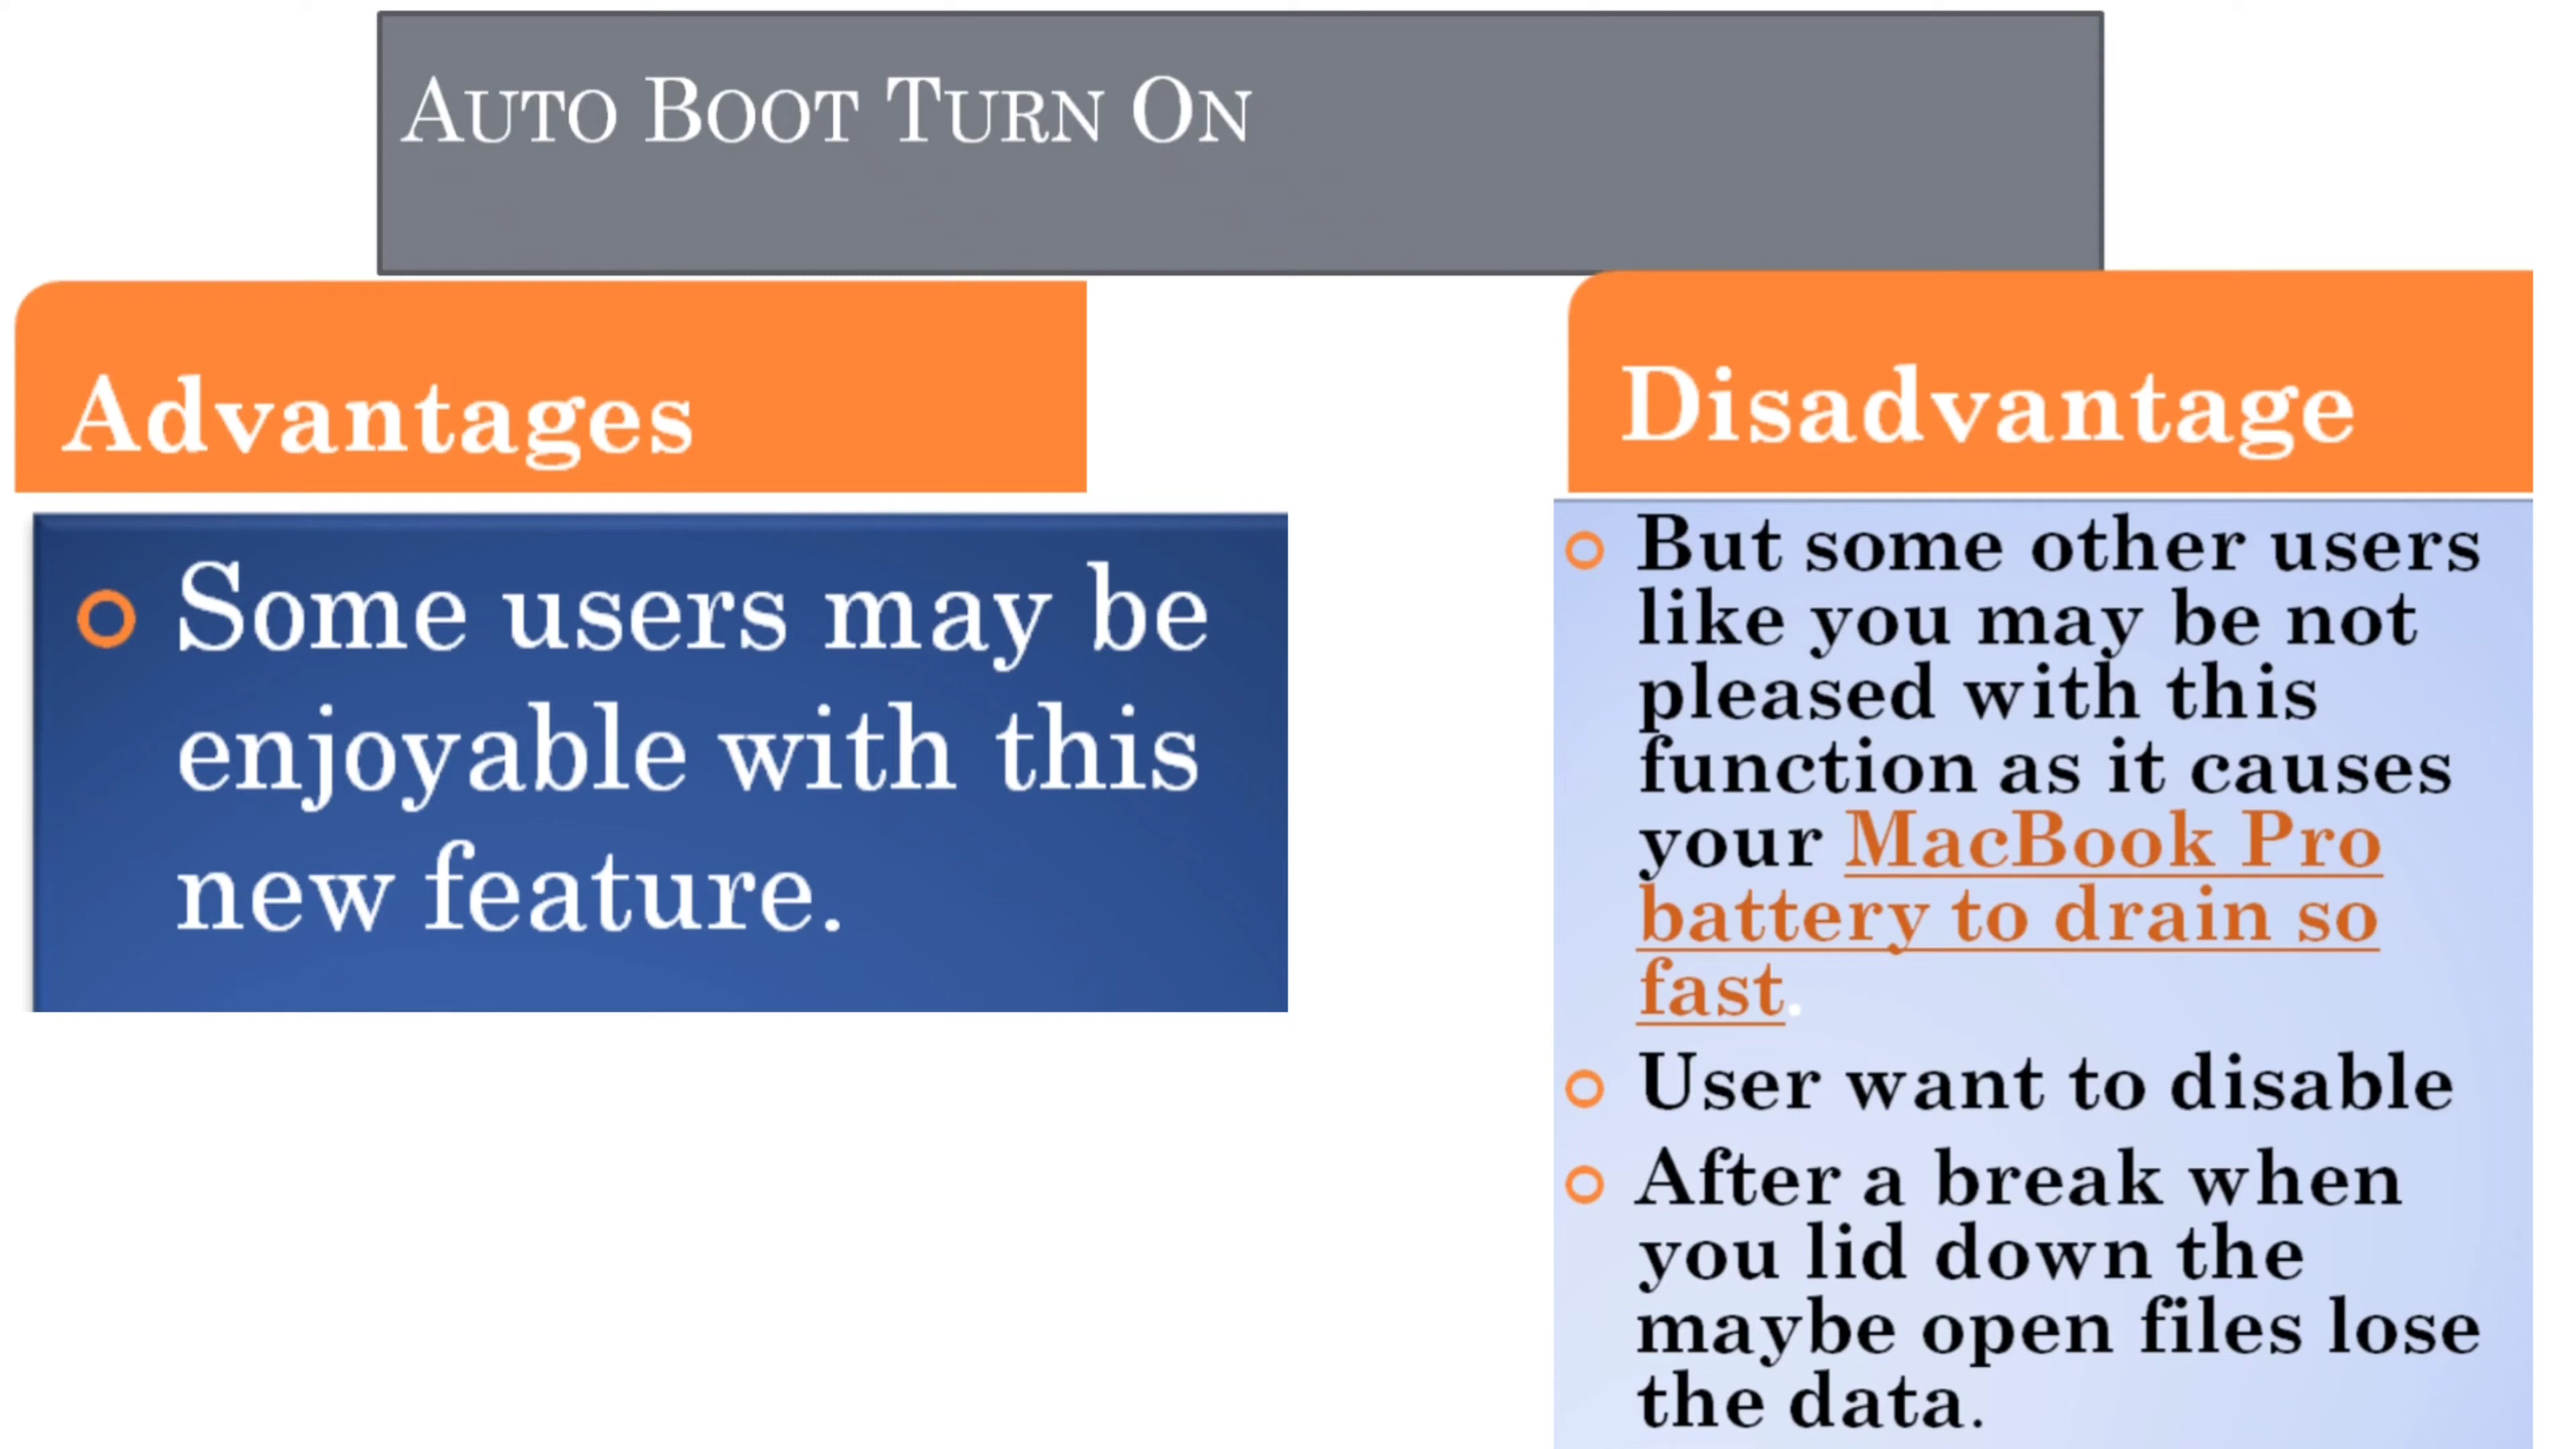 AUTO BOOT TURN ON
Advantages
Some users may be
enjoyable with this
new feature.
Disadvantage
But some other users
like you may be not
pleased with this
function as it causes
your MacBook Pro
battery to drain so
fast.
User want to disable
After a break when
you lid down the
maybe open files lose
the data.